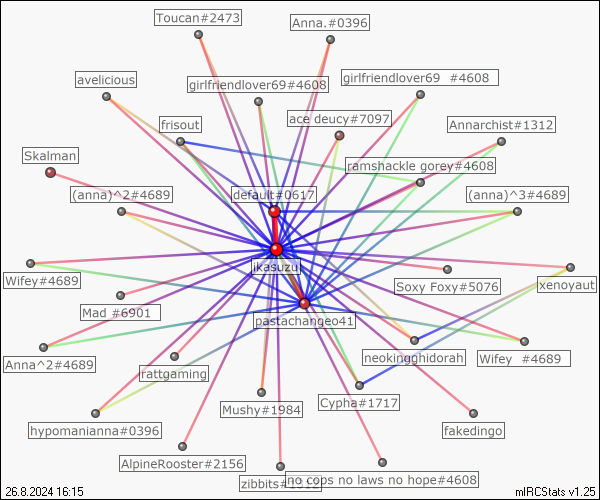 Toucan#2473
Anna.#0396
avelicious
girlfriendlover69#4608
girlfriendlover69 #4608
frisout
ace deucy#7097
Annarchist#1312
Skalman
ramshackle gorey#4608
(anna)^2#4689
default#0617
(anna)^3#4689
ikasuzu
Wifey#4689
Soxy Foxy#5076
xenoyaut
Mad #6901
pastachangeo41
Anna^2#4689
rattgaming
neokingghidorah
Wifey #4689
Mushy#1984
Cypha#1717
hypomanianna#0396
fakedingo
AlpineRooster#2156
no cops no laws no hope#4608
26.8.2024 16:15
mIRCStats v1.25